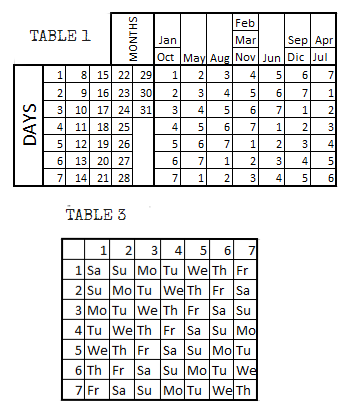 TABLE 1
MONTHS
Jan Feb
Mar Sep Apr
Oct May Aug Nov Jun Dic Jul
DAYS
1 8 15 22 29 1 2 3 4 5 6 7
2 9 16 23 30 2 3 4 5 6 7 1
3 10 17 24 31 3 4 5 6 7 1 2
4 11 18 25 4 5 6 7 1 2 3
5 12 19 26 5 6 7 1 2 3 4
6 13 20 27 6 7 1 2 3 4 5
7 14 21 28 7 1 2 3 4 5 6
TABLE 3
1 2 3 4 5 6 7
1 Sa Su Mo Tu We Th Fr
2 Su Mo Tu We Th Fr Sa
3 Mo Tu We Th Fr Sa Su
4 Tu We Th Fr Sa Su Mo
5 We Th Fr Sa Su Mo Tu
6 Th Fr Sa Su Mo Tu We
7 Fr Sa Su Mo Tu We Th